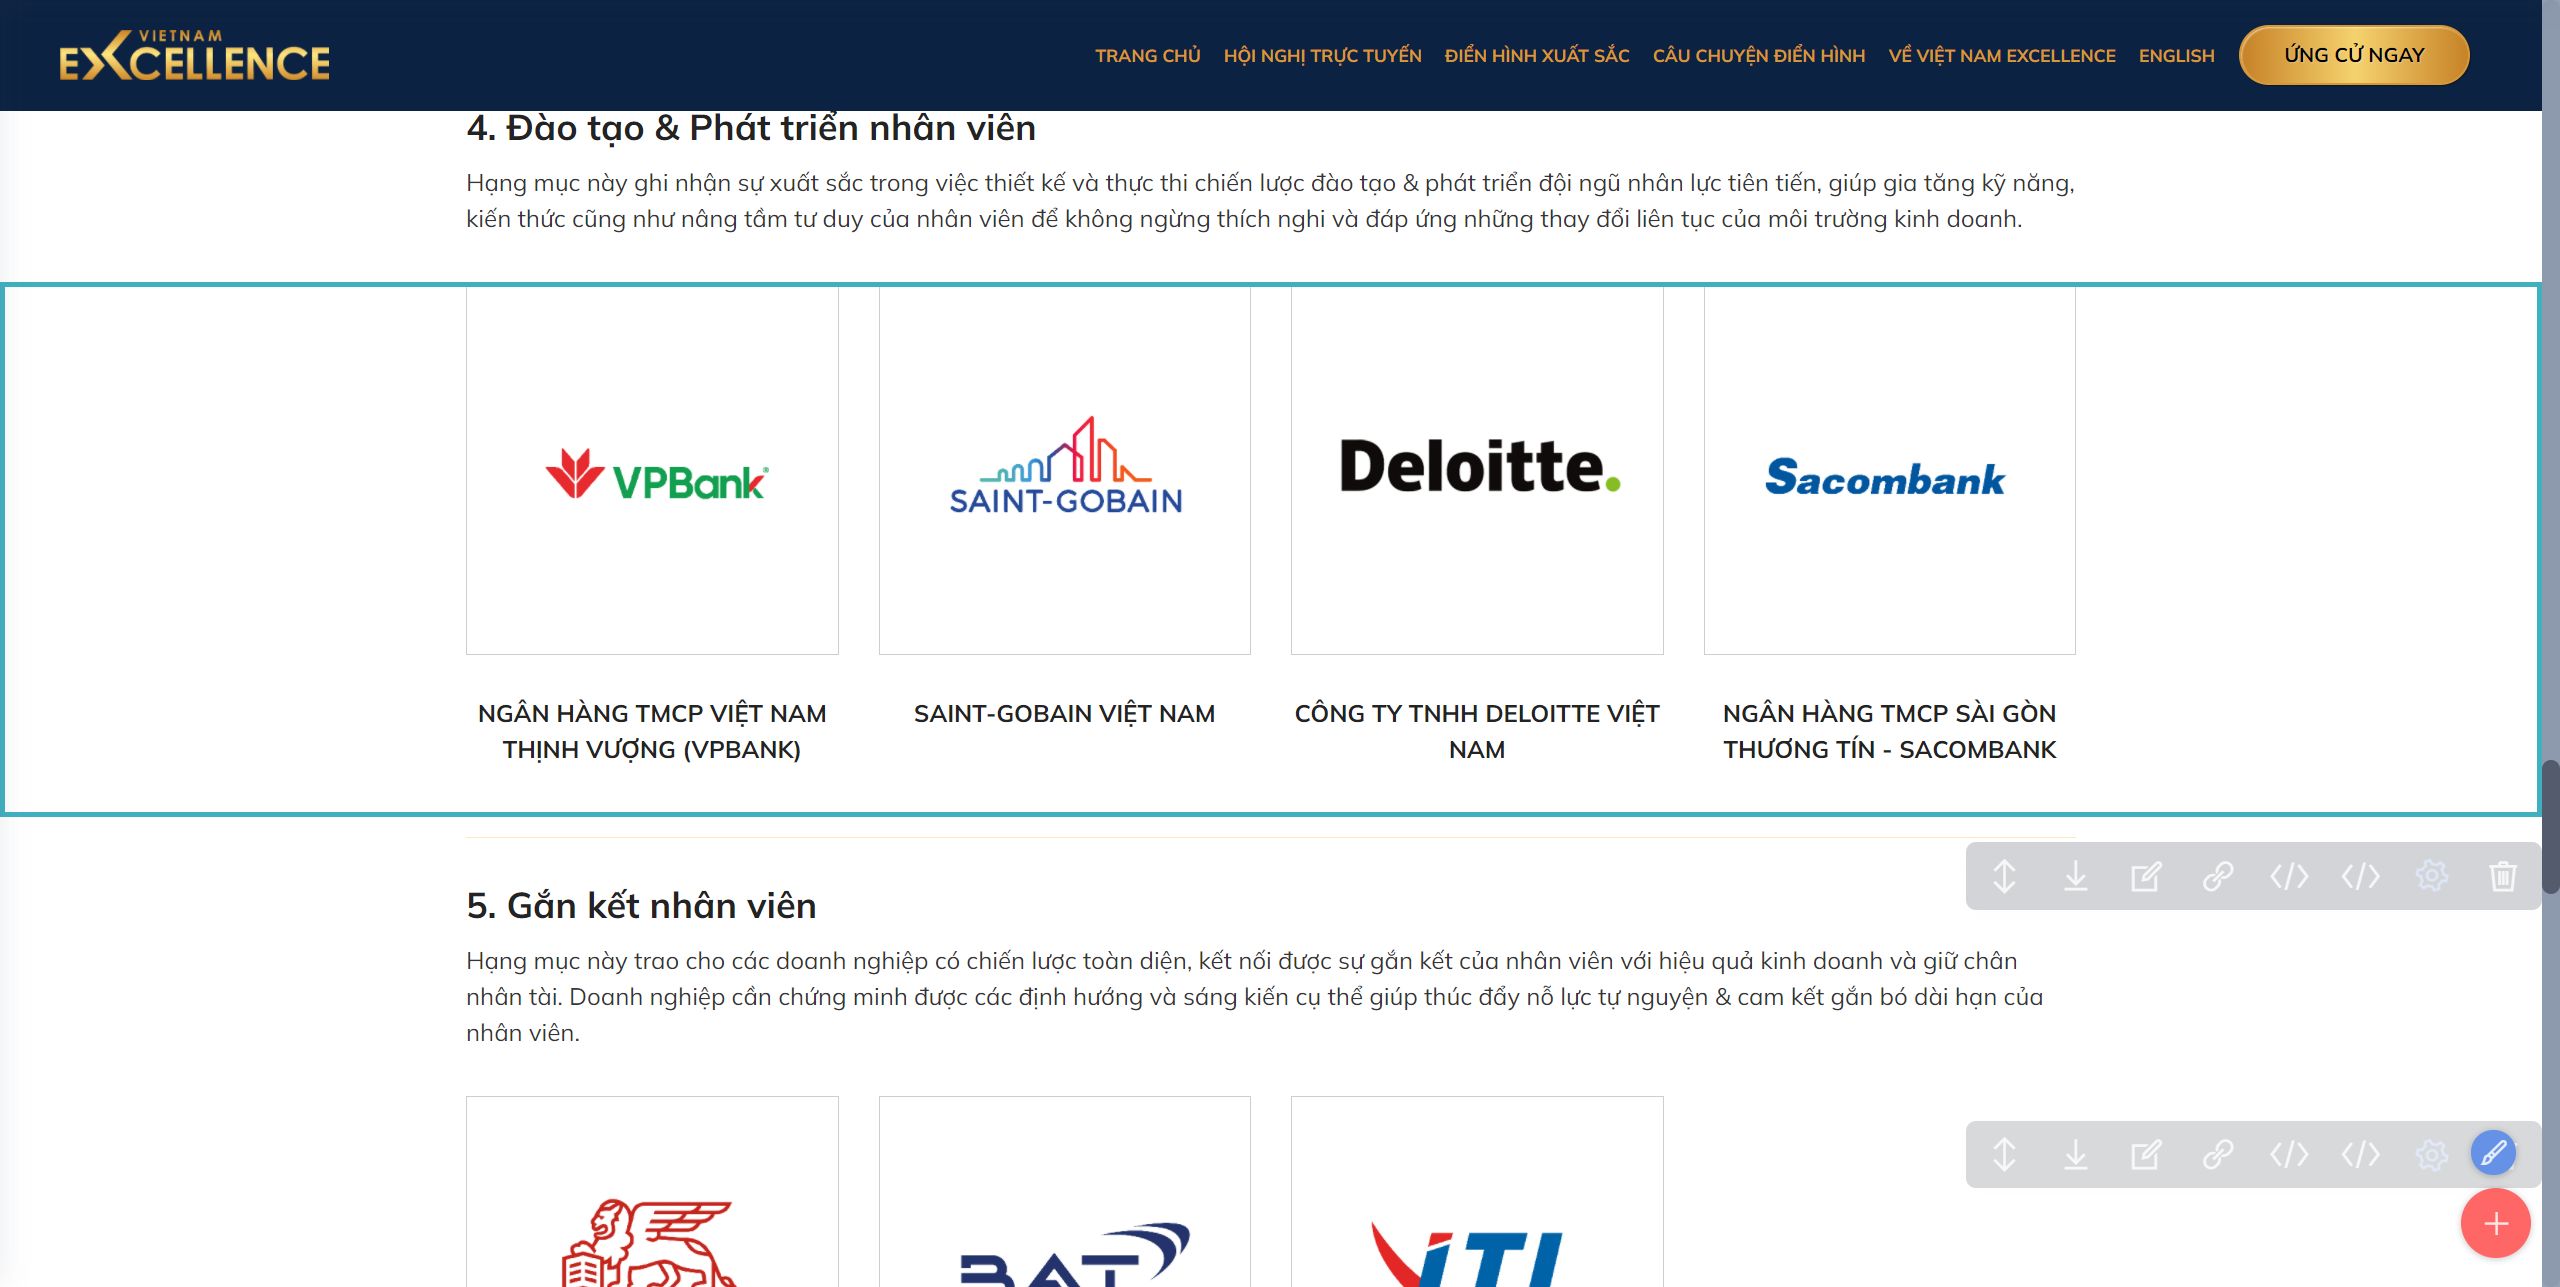 VIETNAM
EXCELLENCE
TRANG CHỦ
HỘI NGHỊ TRỰC TUYẾN
ĐIỂN HÌNH XUẤT SẮC
CÂU CHUYỆN ĐIỂN HÌNH
VỀ VIỆT NAM EXCELLENCE
ENGLISH
ỨNG CỬ NGAY
4. Đào tạo & Phát triển nhân viên
Hạng mục này ghi nhận sự xuất sắc trong việc thiết kế và thực thi chiến lược đào tạo & phát triển đội ngũ nhân lực tiên tiến, giúp gia tăng kỹ năng,
kiến thức cũng như nâng tầm tư duy của nhân viên để không ngừng thích nghi và đáp ứng những thay đổi liên tục của môi trường kinh doanh.
VPBank®
SAINT-GOBAIN
Deloitte.
Sacombank
NGÂN HÀNG TMCP VIỆT NAM
THỊNH VƯỢNG (VPBANK)
SAINT-GOBAIN VIỆT NAM
CÔNG TY TNHH DELOITTE VIỆT
NAM
NGÂN HÀNG TMCP SÀI GÒN
THƯƠNG TÍN - SACOMBANK
5. Gắn kết nhân viên
Hạng mục này trao cho các doanh nghiệp có chiến lược toàn diện, kết nối được sự gắn kết của nhân viên với hiệu quả kinh doanh và giữ chân
nhân tài. Doanh nghiệp cần chứng minh được các định hướng và sáng kiến cụ thể giúp thúc đẩy nỗ lực tự nguyện & cam kết gắn bó dài hạn của
nhân viên.
BAT